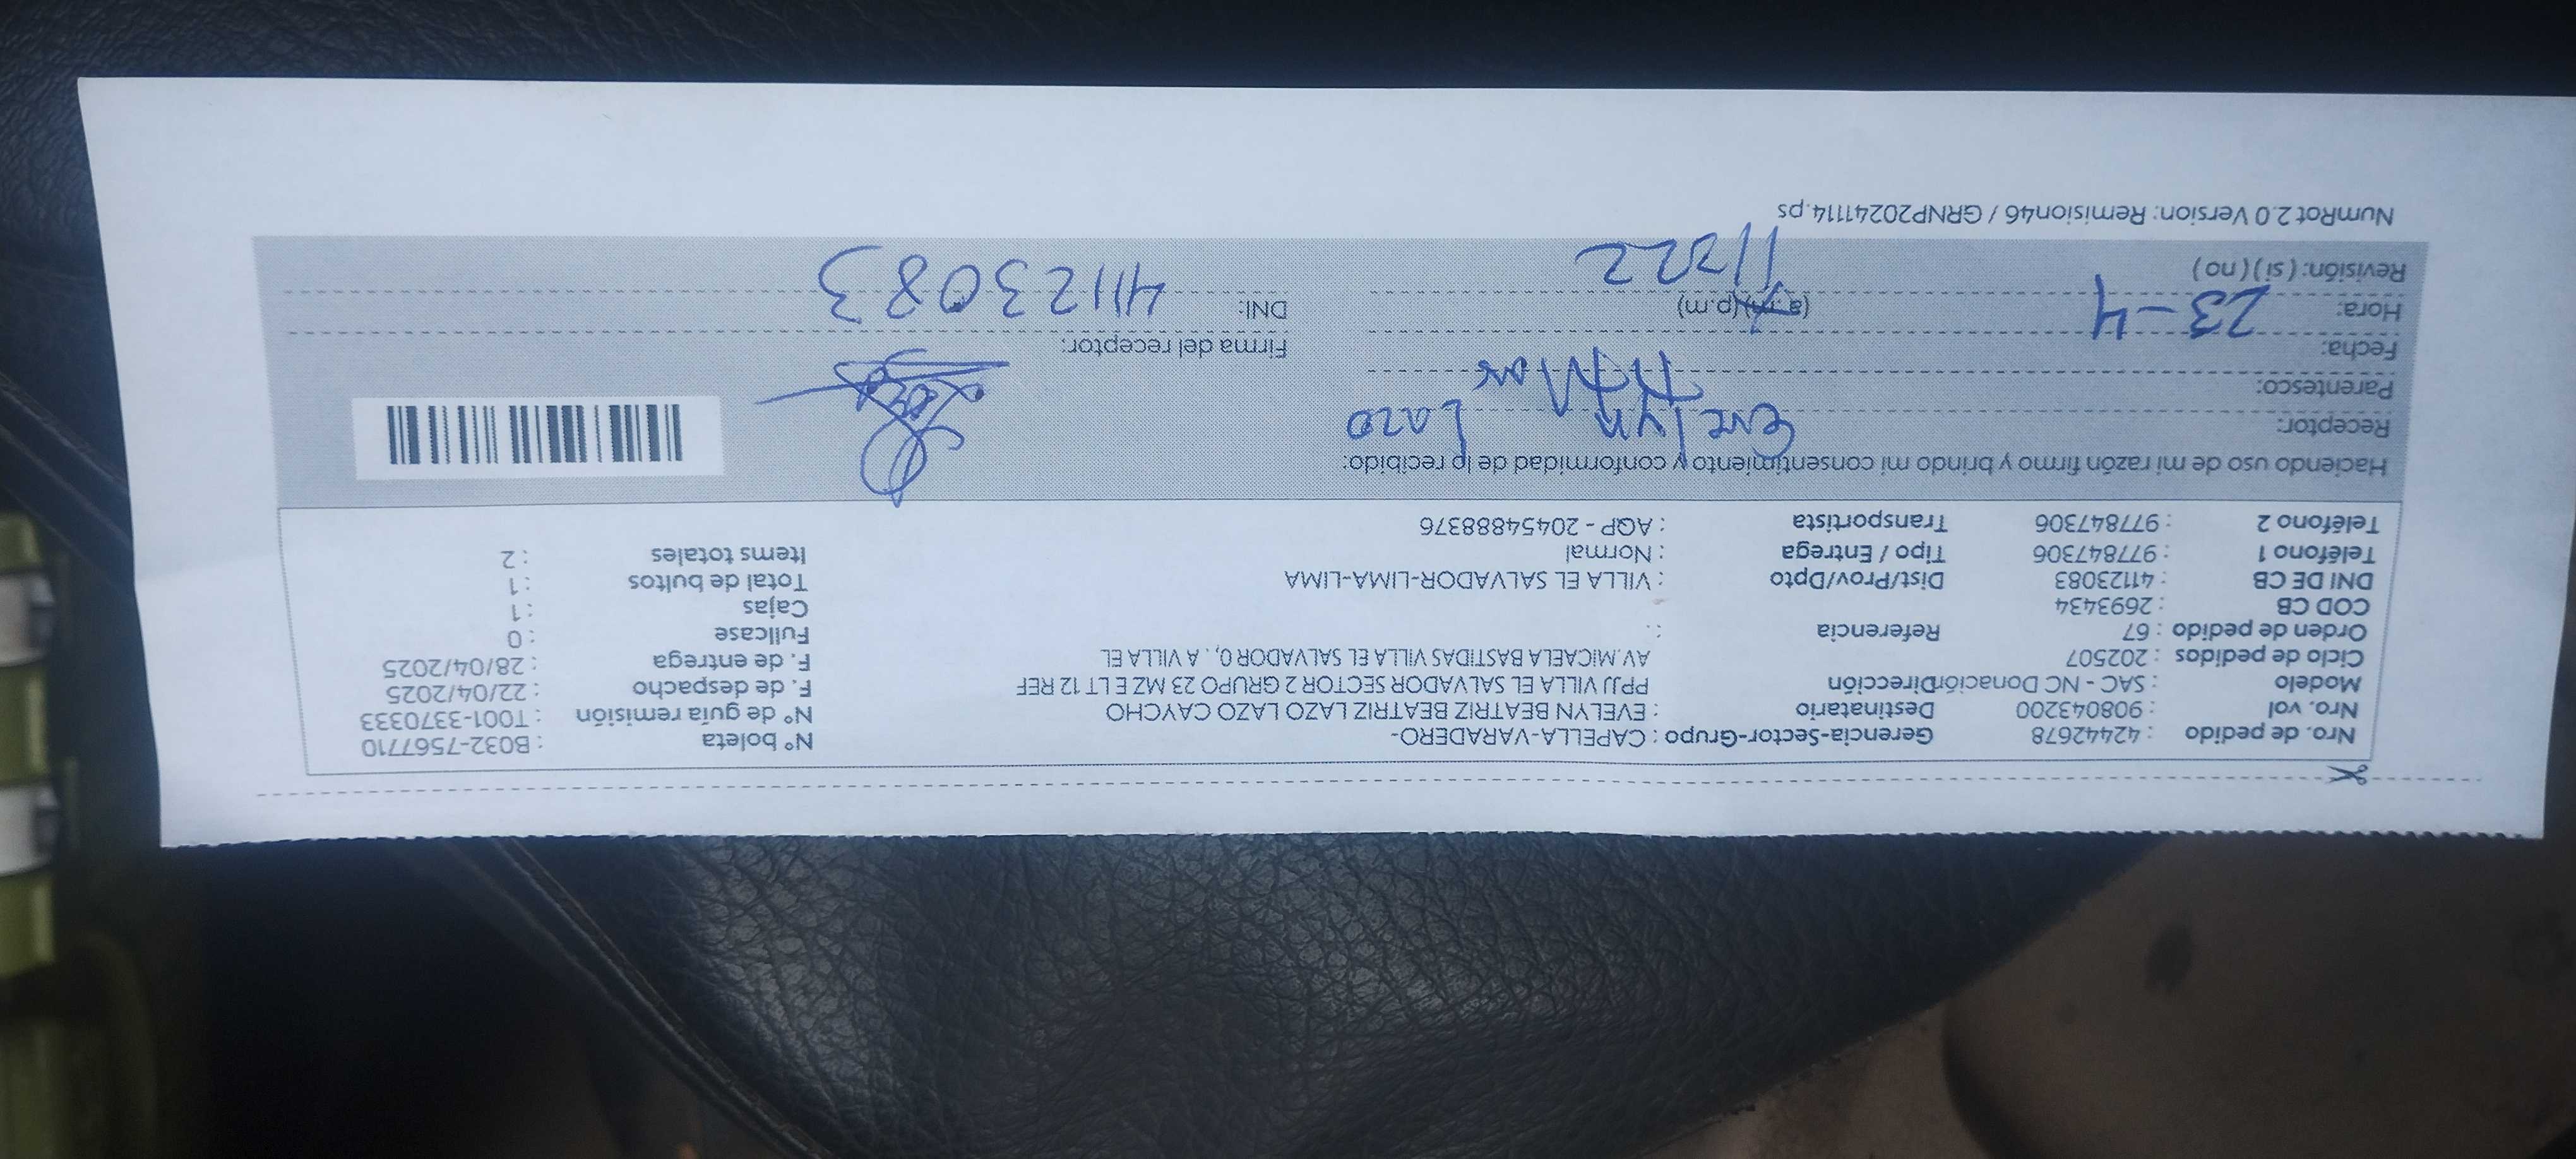 Nro. de pedido : 42442678 Gerencia-Sector-Grupo : CAPELLA-VARADERO- N° boleta : B032-7567710
Nro. vol : 908043200 Destinatario : EVELYN BEATRIZ BEATRIZ LAZO LAZO CAYCHO N° de guía remisión : T001-3370333
Modelo : SAC - NC Donación Dirección PPJJ VILLA EL SALVADOR SECTOR 2 GRUPO 23 MZ E LT 12 REF F. de despacho : 22/04/2025
Ciclo de pedidos : 202507 AV.MICAELA BASTIDAS VILLA EL SALVADOR 0, . A VILLA EL F. de entrega : 28/04/2025
Orden de pedido : 67 Referencia : . Fullcase : 0
COD CB : 2693434 Cajas : 1
DNI DE CB : 41123083 Dist/Prov/Dpto : VILLA EL SALVADOR-LIMA-LIMA Total de bultos : 1
Teléfono 1 : 977847306 Tipo / Entrega : Normal Items totales : 2
Teléfono 2 : 977847306 Transportista : AQP - 20454888376
Haciendo uso de mi razón firmo y brindo mi consentimiento y conformidad de lo recibido:
Receptor: Evelyn Lazo
Parentesco:
Fecha: 23-4 Firma del receptor:
Hora: (a.m)(p.m) DNI: 41123083
Revisión: ( si ) ( no )
NumRot 2.0 Version: Remision46 / GRNP20241114.ps